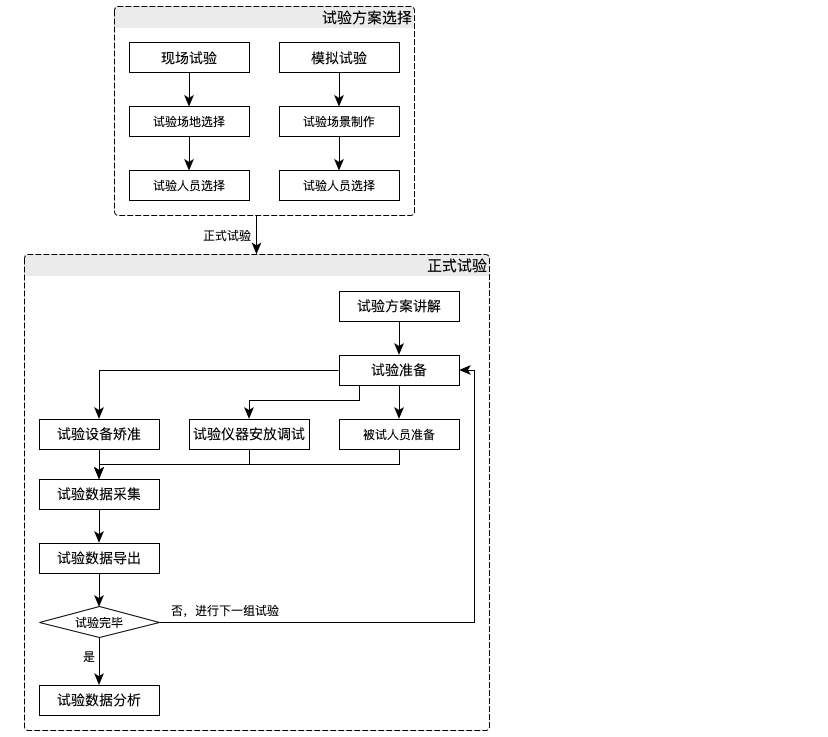 试验方案选择
现场试验
模拟试验
试验场地选择
试验场景制作
试验人员选择
试验人员选择
正式试验
正式试验
试验方案讲解
试验准备
试验设备矫准
试验仪器安放调试
被试人员准备
试验数据采集
试验数据导出
否，进行下一组试验
试验完毕
是
试验数据分析